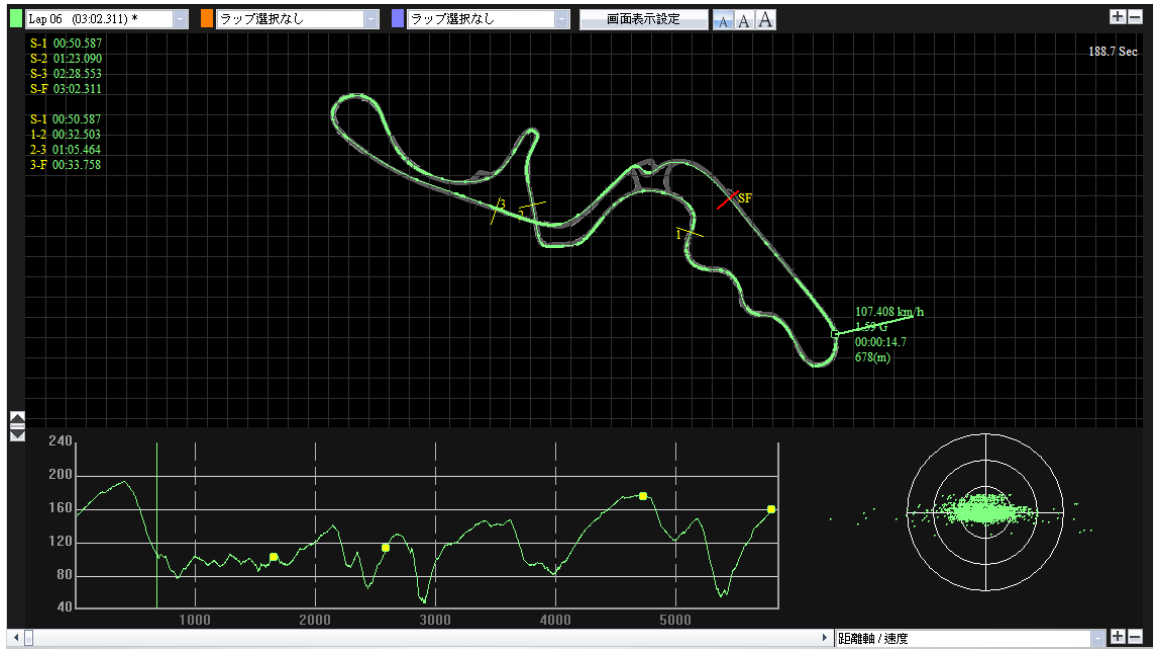 Lap 06 (03:02.311) * ラップ選択なし ラップ選択なし 画面表示設定 A A A
S-1 00:50.587
S-2 01:23.090
S-3 02:28.553
S-F 03:02.311
188.7 Sec
S-1 00:50.587
1-2 00:32.503
2-3 01:05.464
3-F 00:33.758
SF
3
2
1
107.408 km/h
1.59 G
00:00:14.7
678(m)
240
200
160
120
80
40
1000 2000 3000 4000 5000
距離軸 / 速度